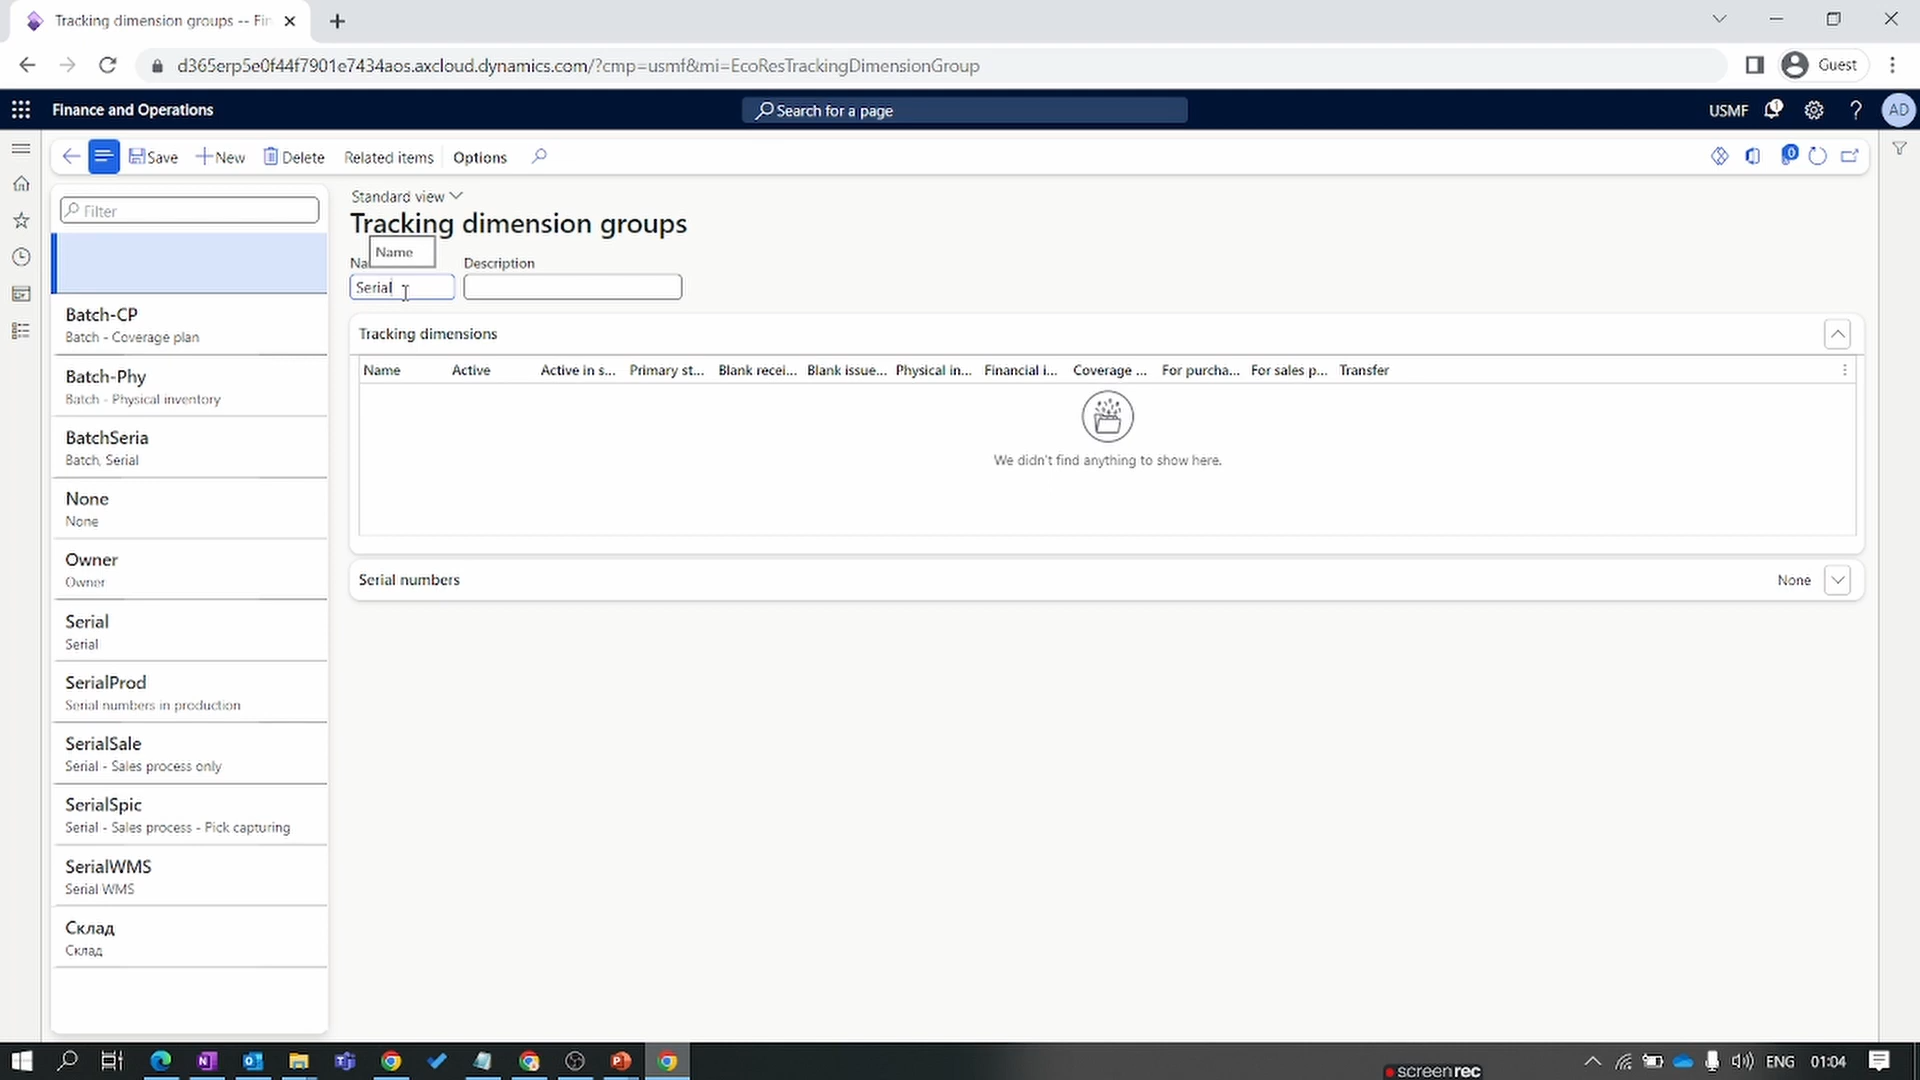 Tracking dimension groups -- Fin
d365erp5e0f44f7901e7434aos.axcloud.dynamics.com/?cmp=usmf&mi=EcoResTrackingDimensionGroup
Guest
Finance and Operations
Search for a page
USMF
1
?
AD
Save
New
Delete
Related items
Options
0
Filter
Batch-CP
Batch - Coverage plan
Batch-Phy
Batch - Physical inventory
BatchSeria
Batch, Serial
None
None
Owner
Owner
Serial
Serial
SerialProd
Serial numbers in production
SerialSale
Serial - Sales process only
SerialSpic
Serial - Sales process - Pick capturing
SerialWMS
Serial WMS
Склад
Склад
Standard view
Tracking dimension groups
Name
Na
Description
Serial
Tracking dimensions
Name Active Active in s... Primary st... Blank recei... Blank issue... Physical in... Financial i... Coverage ... For purcha... For sales p... Transfer
We didn't find anything to show here.
Serial numbers
None
ENG
01:04
screenrec